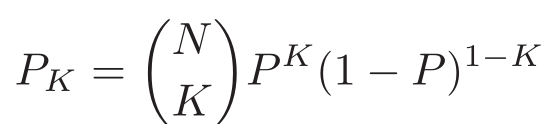 $P_K = \binom{N}{K} P^K (1 - P)^{1-K}$